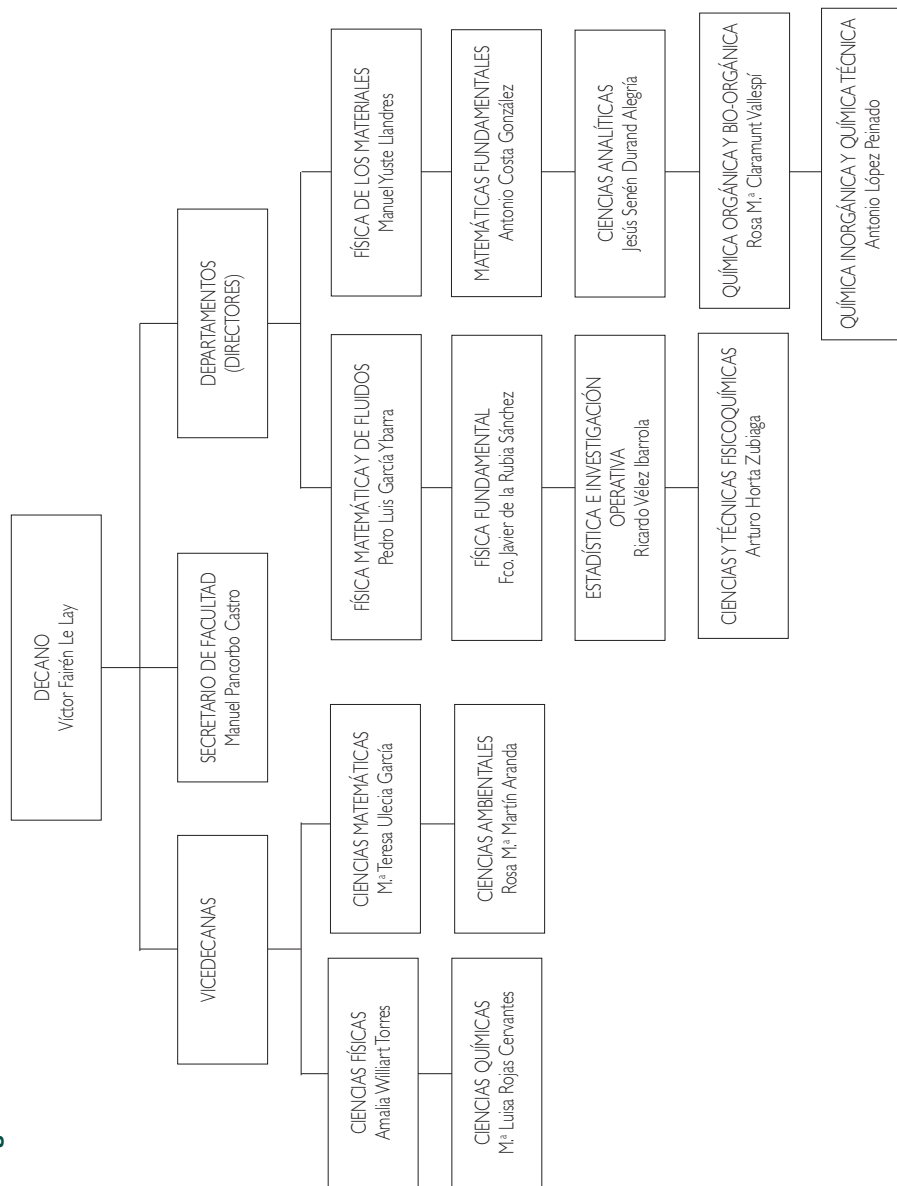 DECANO
Víctor Fairén Le Lay
VICEDECANAS
SECRETARIO DE FACULTAD
Manuel Pancorbo Castro
DEPARTAMENTOS
(DIRECTORES)
CIENCIAS FÍSICAS
Amalia Williart Torres
CIENCIAS MATEMÁTICAS
M.ª Teresa Ulecia García
CIENCIAS QUÍMICAS
M.ª Luisa Rojas Cervantes
CIENCIAS AMBIENTALES
Rosa M.ª Martín Aranda
FÍSICA MATEMÁTICA Y DE FLUIDOS
Pedro Luis García Ybarra
FÍSICA DE LOS MATERIALES
Manuel Yuste Llandres
FÍSICA FUNDAMENTAL
Fco. Javier de la Rubia Sánchez
MATEMÁTICAS FUNDAMENTALES
Antonio Costa González
ESTADÍSTICA E INVESTIGACIÓN
OPERATIVA
Ricardo Vélez Ibarrola
CIENCIAS ANALÍTICAS
Jesús Senén Durand Alegría
CIENCIAS Y TÉCNICAS FISICOQUÍMICAS
Arturo Horta Zubiaga
QUÍMICA ORGÁNICA Y BIO-ORGÁNICA
Rosa M.ª Claramunt Vallespí
QUÍMICA INORGÁNICA Y QUÍMICA TÉCNICA
Antonio López Peinado